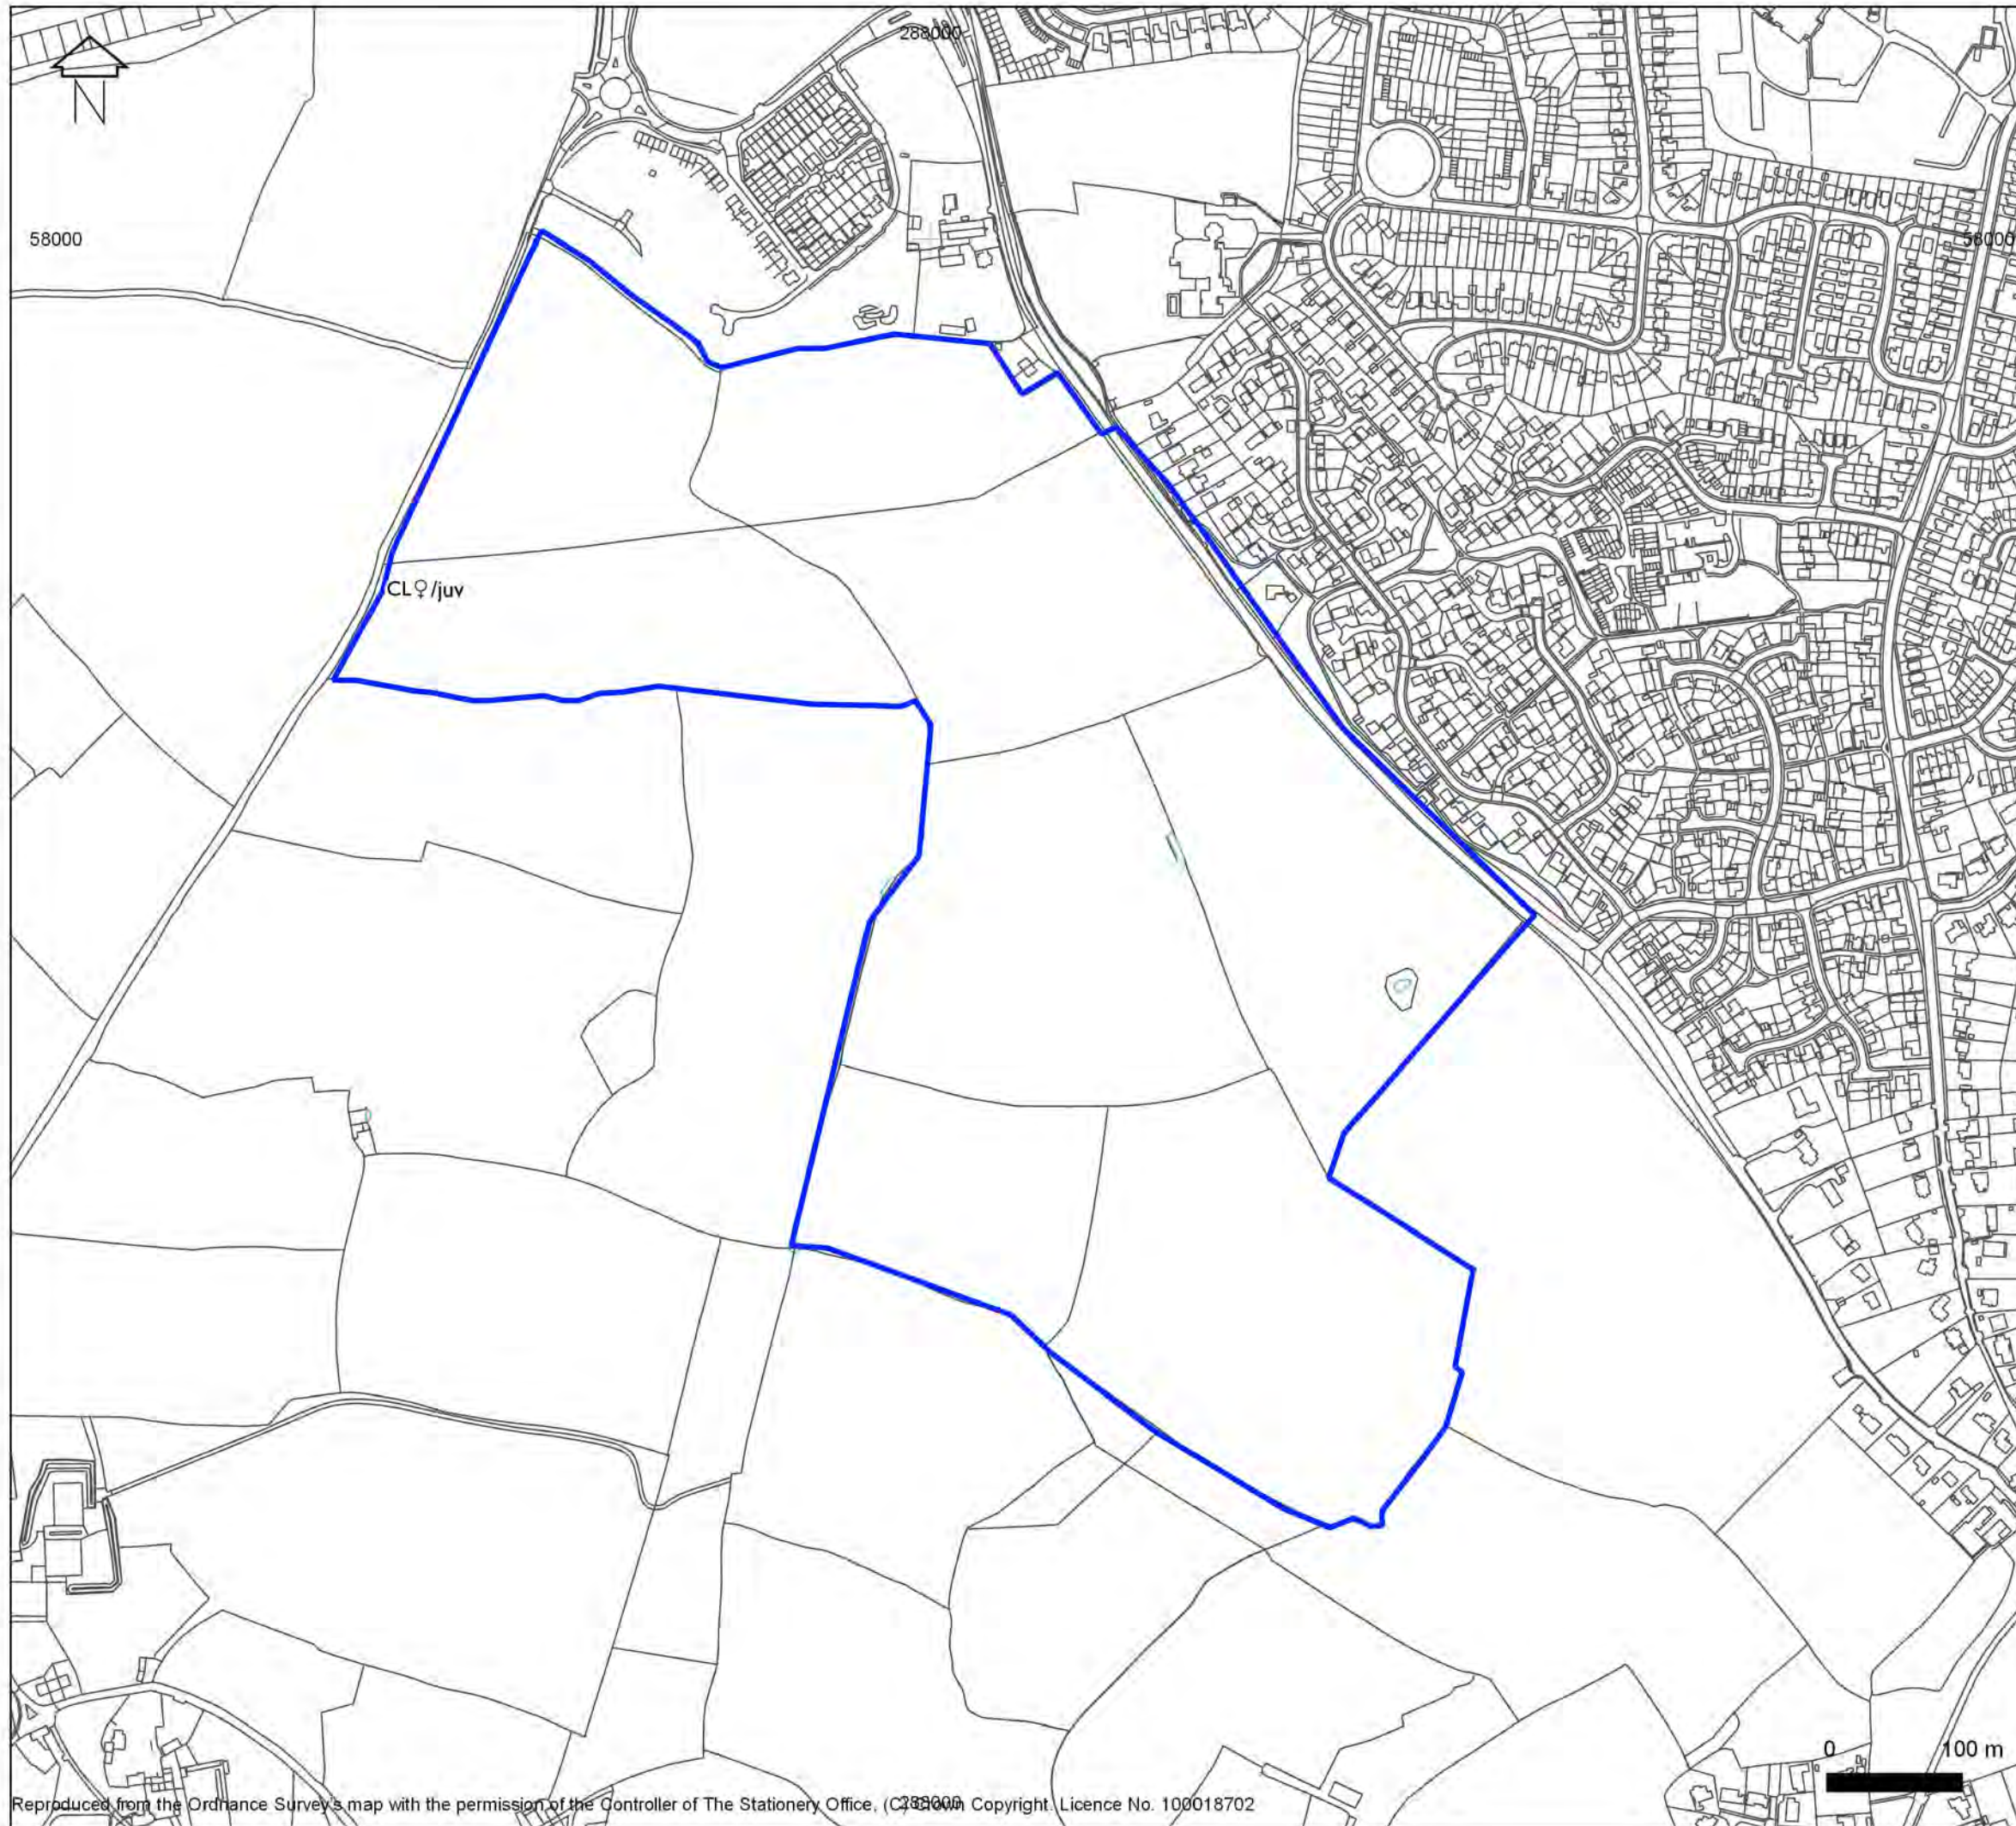 288000
N
58000
58000
CL♀/juv
0 100 m
Reproduced from the Ordnance Survey's map with the permission of the Controller of The Stationery Office, (C) Crown Copyright. Licence No. 100018702
288000